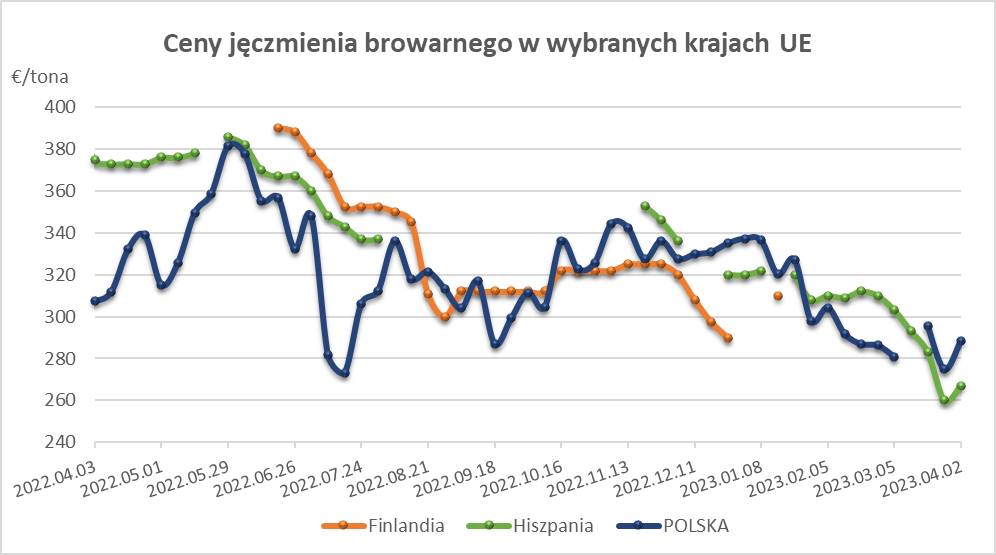 Ceny jęczmienia browarnego w wybranych krajach UE
€/tona
400
380
360
340
320
300
280
260
240
2022.04.03 2022.05.01 2022.05.29 2022.06.26 2022.07.24 2022.08.21 2022.09.18 2022.10.16 2022.11.13 2022.12.11 2023.01.08 2023.02.05 2023.03.05 2023.04.02
Finlandia Hiszpania POLSKA